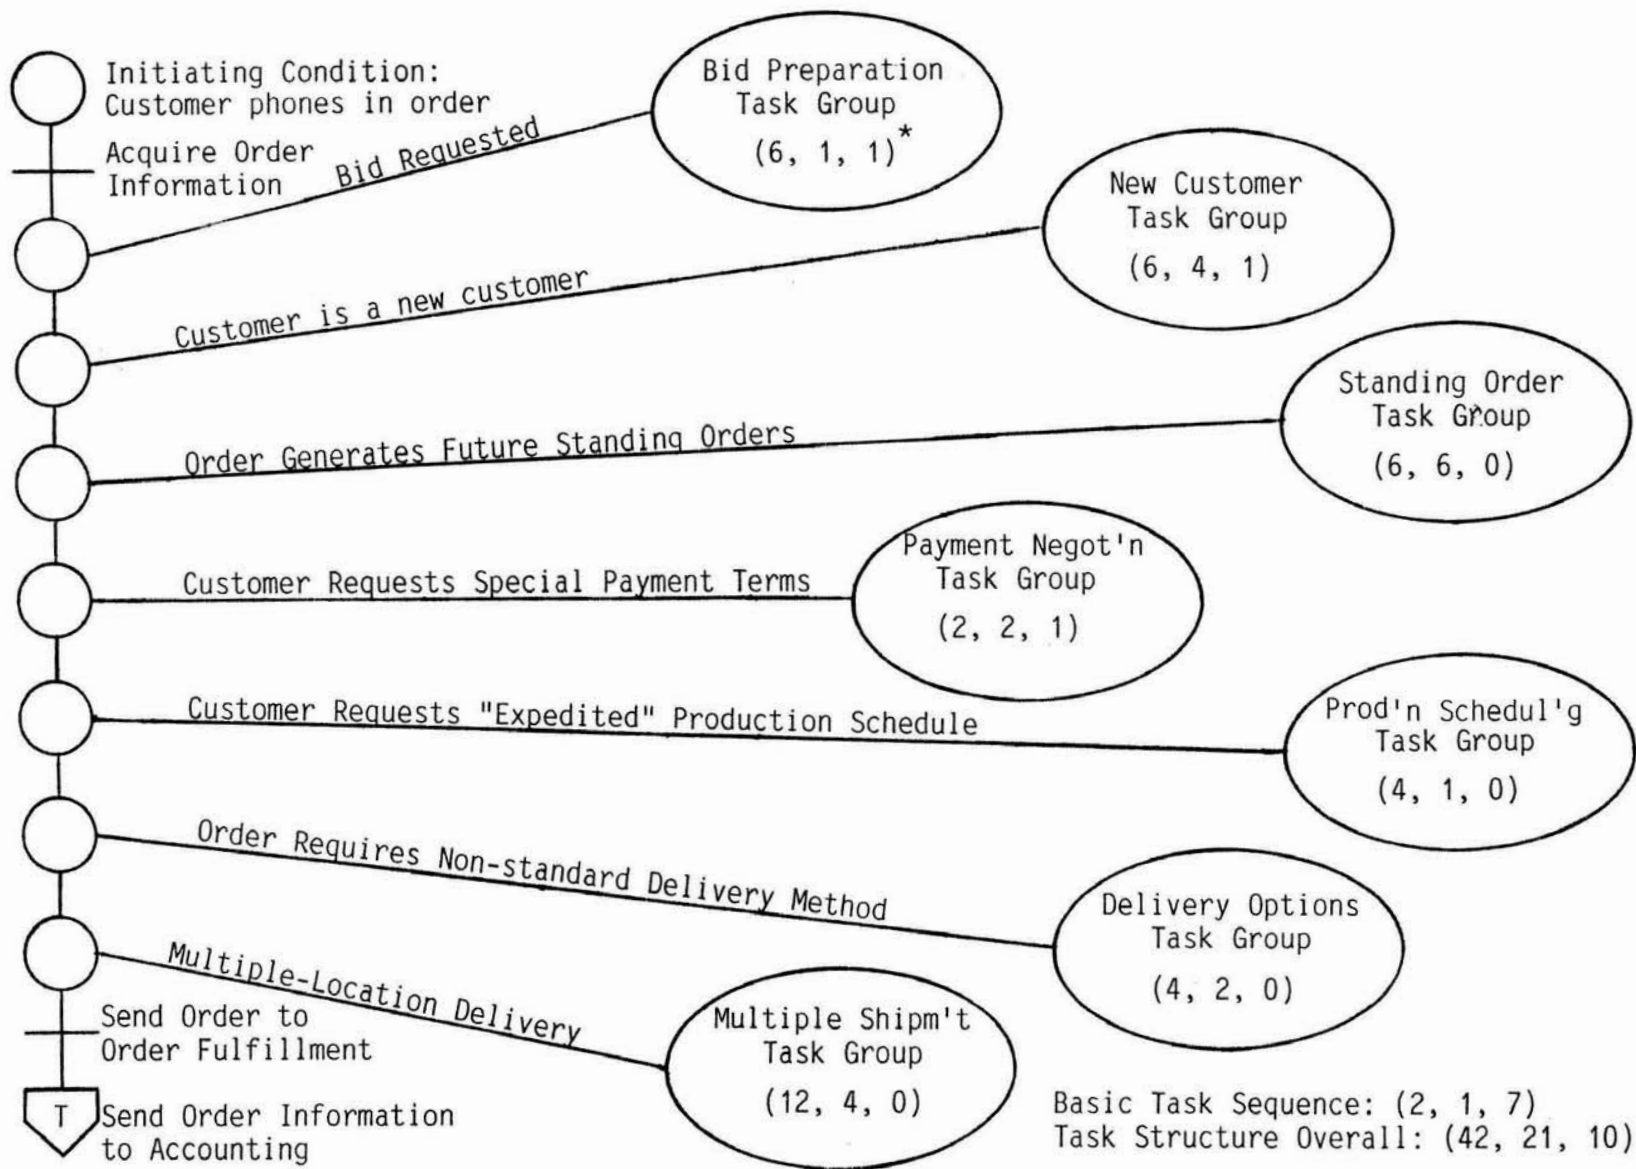 Initiating Condition:
Customer phones in order
Acquire Order
Information
Bid Requested
Bid Preparation
Task Group
(6, 1, 1)*
Customer is a new customer
New Customer
Task Group
(6, 4, 1)
Order Generates Future Standing Orders
Standing Order
Task Group
(6, 6, 0)
Customer Requests Special Payment Terms
Payment Negot'n
Task Group
(2, 2, 1)
Customer Requests "Expedited" Production Schedule
Prod'n Schedul'g
Task Group
(4, 1, 0)
Order Requires Non-standard Delivery Method
Delivery Options
Task Group
(4, 2, 0)
Multiple-Location Delivery
Multiple Shipm't
Task Group
(12, 4, 0)
Send Order to
Order Fulfillment
T
Send Order Information
to Accounting
Basic Task Sequence: (2, 1, 7)
Task Structure Overall: (42, 21, 10)